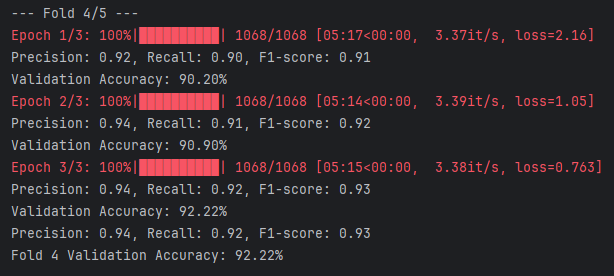 --- Fold 4/5 ---
Epoch 1/3: 100%|██████████| 1068/1068 [05:17<00:00,  3.37it/s, loss=2.16]
Precision: 0.92, Recall: 0.90, F1-score: 0.91
Validation Accuracy: 90.20%
Epoch 2/3: 100%|██████████| 1068/1068 [05:14<00:00,  3.39it/s, loss=1.05]
Precision: 0.94, Recall: 0.91, F1-score: 0.92
Validation Accuracy: 90.90%
Epoch 3/3: 100%|██████████| 1068/1068 [05:15<00:00,  3.38it/s, loss=0.763]
Precision: 0.94, Recall: 0.92, F1-score: 0.93
Validation Accuracy: 92.22%
Precision: 0.94, Recall: 0.92, F1-score: 0.93
Fold 4 Validation Accuracy: 92.22%